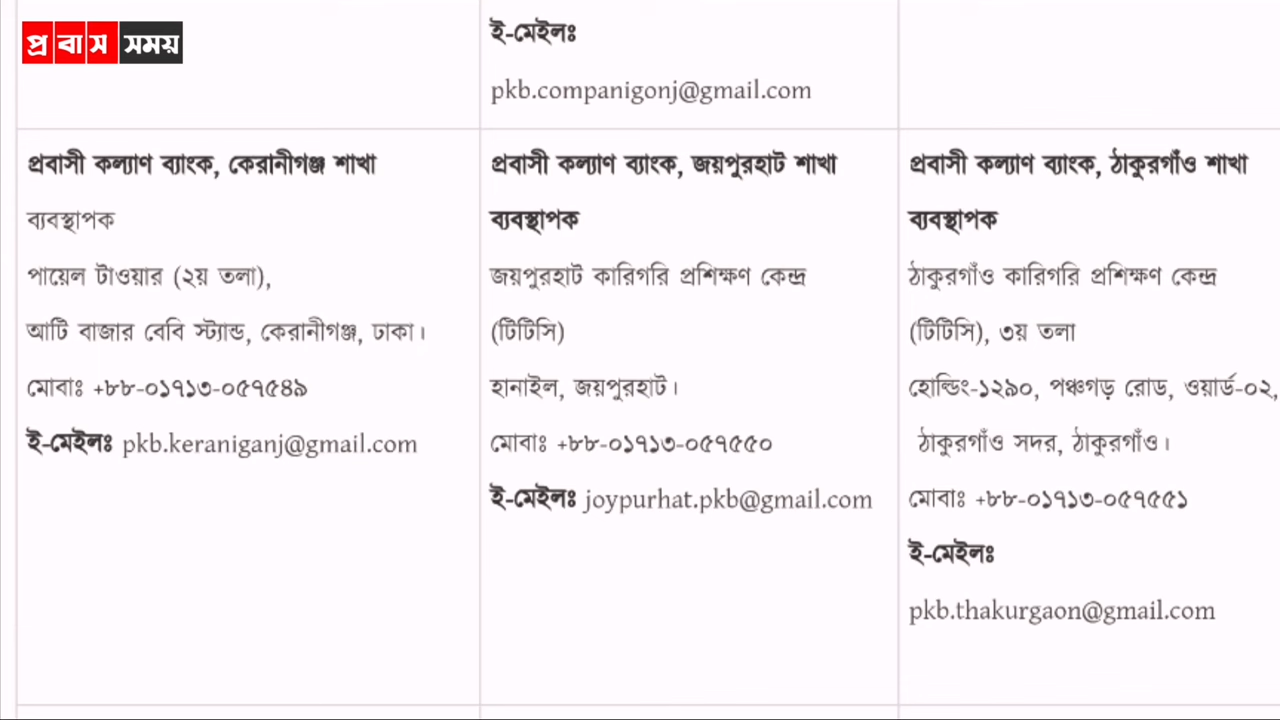 প্রবাস সময়
ই-মেইলঃ
pkb.companigonj@gmail.com
প্রবাসী কল্যাণ ব্যাংক, কেরানীগঞ্জ শাখা
ব্যবস্থাপক
পায়েল টাওয়ার (২য় তলা),
আটি বাজার বেবি স্ট্যান্ড, কেরানীগঞ্জ, ঢাকা।
মোবাঃ +৮৮-০১৭১৩-০৫৭৫৪৯
ই-মেইলঃ pkb.keraniganj@gmail.com
প্রবাসী কল্যাণ ব্যাংক, জয়পুরহাট শাখা
ব্যবস্থাপক
জয়পুরহাট কারিগরি প্রশিক্ষণ কেন্দ্র
(টিটিসি)
হানাইল, জয়পুরহাট।
মোবাঃ +৮৮-০১৭১৩-০৫৭৫৫০
ই-মেইলঃ joypurhat.pkb@gmail.com
প্রবাসী কল্যাণ ব্যাংক, ঠাকুরগাঁও শাখা
ব্যবস্থাপক
ঠাকুরগাঁও কারিগরি প্রশিক্ষণ কেন্দ্র
(টিটিসি), ৩য় তলা
হোল্ডিং-১২৯০, পঞ্চগড় রোড, ওয়ার্ড-০২,
ঠাকুরগাঁও সদর, ঠাকুরগাঁও।
মোবাঃ +৮৮-০১৭১৩-০৫৭৫৫১
ই-মেইলঃ
pkb.thakurgaon@gmail.com